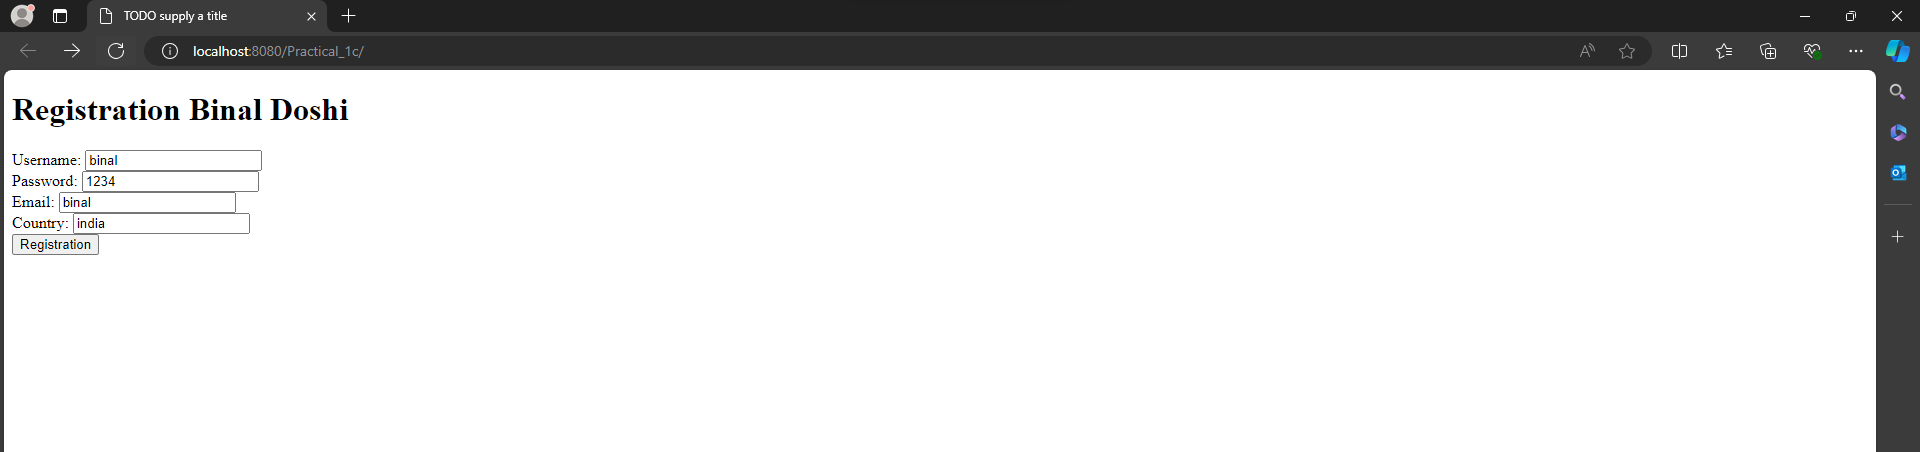 TODO supply a title
localhost:8080/Practical_1c/
Registration Binal Doshi
Username: binal
Password: 1234
Email: binal
Country: india
Registration